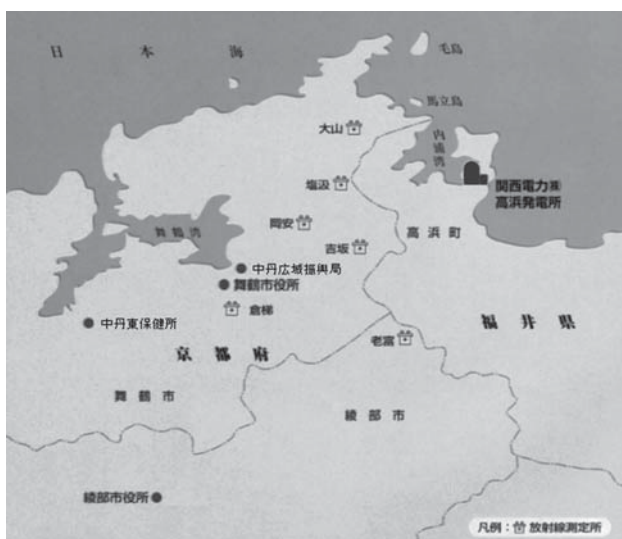 日本海
毛島
馬立島
大山
内浦湾
関西電力㈱
高浜発電所
塩汲
岡安
高浜町
舞鶴湾
吉坂
中丹広域振興局
舞鶴市役所
倉梯
中丹東保健所
福井県
京都府
老富
舞鶴市
綾部市
綾部市役所
凡例：放射線測定所